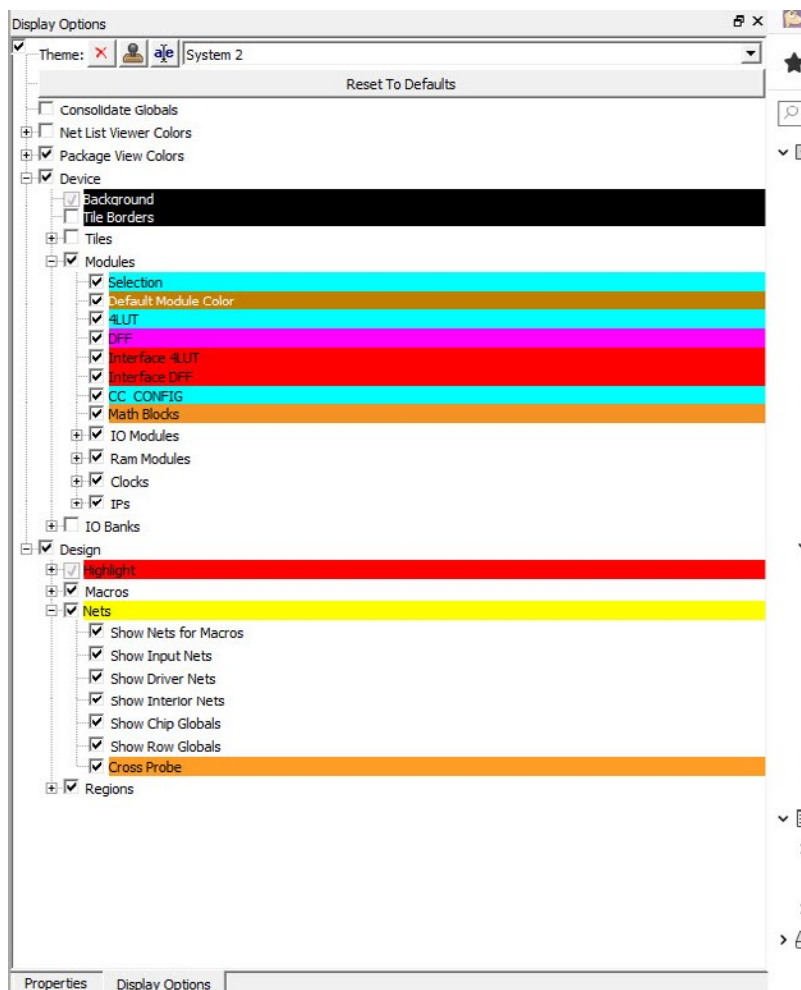 Display Options
Theme: a|e System 2
Reset To Defaults
Consolidate Globals
Net List Viewer Colors
Package View Colors
Device
Background
Tile Borders
Tiles
Modules
Selection
Default Module Color
4LUT
DFF
Interface 4LUT
Interface DFF
CC_CONFIG
Math Blocks
IO Modules
Ram Modules
Clocks
IPs
IO Banks
Design
Highlight
Macros
Nets
Show Nets for Macros
Show Input Nets
Show Driver Nets
Show Interior Nets
Show Chip Globals
Show Row Globals
Cross Probe
Regions
Properties Display Options